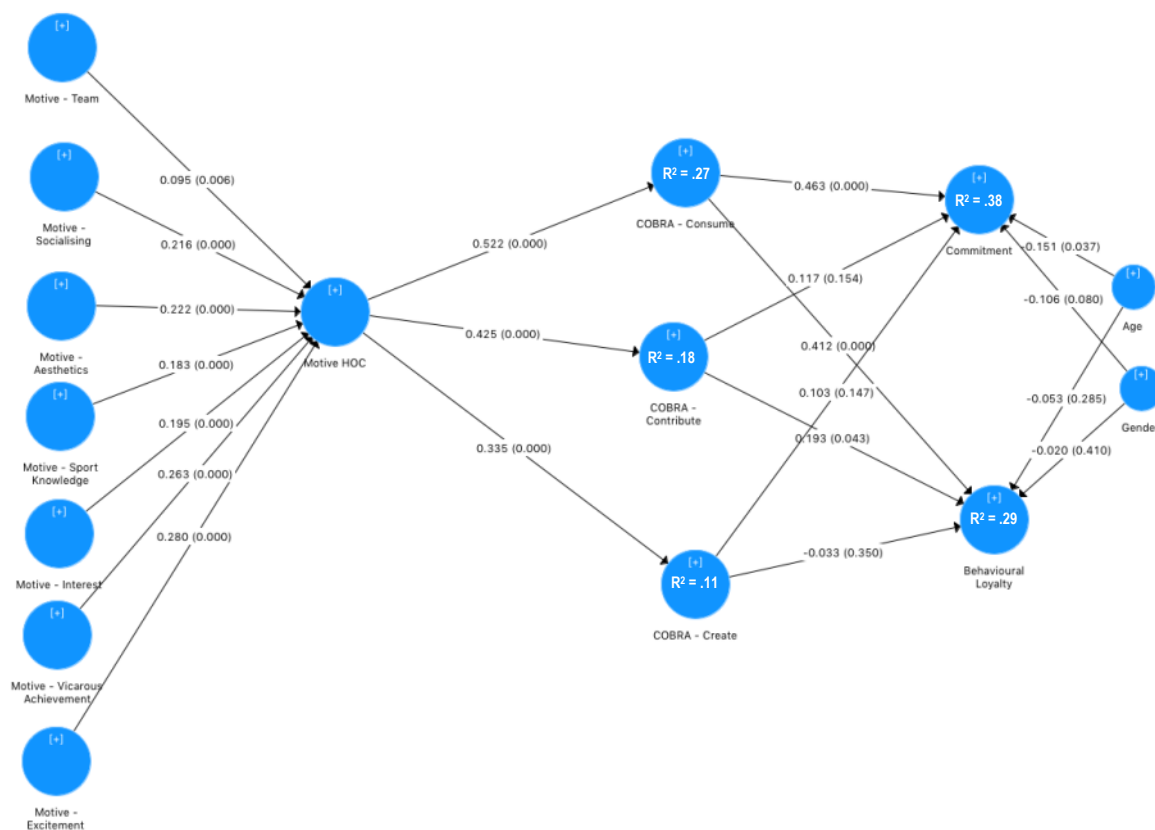 [+]
Motive - Team
[+]
Motive -
Socialising
[+]
Motive -
Aesthetics
[+]
Motive - Sport
Knowledge
[+]
Motive - Interest
[+]
Motive - Vicarous
Achievement
[+]
Motive -
Excitement
0.095 (0.006)
0.216 (0.000)
0.222 (0.000)
0.183 (0.000)
0.195 (0.000)
0.263 (0.000)
0.280 (0.000)
[+]
Motive HOC
0.522 (0.000)
0.425 (0.000)
0.335 (0.000)
[+]
R² = .27
COBRA - Consume
[+]
R² = .18
COBRA -
Contribute
[+]
R² = .11
COBRA - Create
0.463 (0.000)
0.117 (0.154)
0.412 (0.000)
0.103 (0.147)
0.193 (0.043)
-0.033 (0.350)
[+]
R² = .38
Commitment
[+]
R² = .29
Behavioural
Loyalty
-0.151 (0.037)
-0.106 (0.080)
-0.053 (0.285)
-0.020 (0.410)
[+]
Age
[+]
Gende